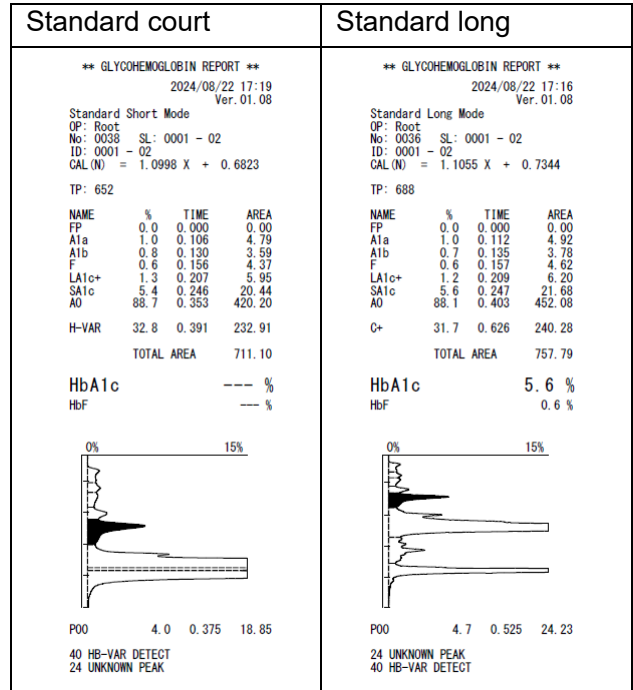 Standard court
** GLYCOHEMOGLOBIN REPORT **
2024/08/22 17:19
Ver. 01. 08
Standard Short Mode
OP: Root
No: 0038 SL: 0001 - 02
ID: 0001 - 02
CAL(N) = 1. 0998 X + 0. 6823
TP: 652
NAME % TIME AREA
FP 0. 0 0. 000 0. 00
A1a 1. 0 0. 106 4. 79
A1b 0. 8 0. 130 3. 59
F 0. 6 0. 156 4. 37
LA1c+ 1. 3 0. 207 5. 95
SA1c 5. 4 0. 246 20. 44
A0 88. 7 0. 353 420. 20
H-VAR 32. 8 0. 391 232. 91
TOTAL AREA 711. 10
HbA1c --- %
HbF --- %
0% 15%
P00 4. 0 0. 375 18. 85
40 HB-VAR DETECT
24 UNKNOWN PEAK
Standard long
** GLYCOHEMOGLOBIN REPORT **
2024/08/22 17:16
Ver. 01. 08
Standard Long Mode
OP: Root
No: 0036 SL: 0001 - 02
ID: 0001 - 02
CAL(N) = 1. 1055 X + 0. 7344
TP: 688
NAME % TIME AREA
FP 0. 0 0. 000 0. 00
A1a 1. 0 0. 112 4. 92
A1b 0. 7 0. 135 3. 78
F 0. 6 0. 157 4. 62
LA1c+ 1. 2 0. 209 6. 20
SA1c 5. 6 0. 247 21. 68
A0 88. 1 0. 403 452. 08
C+ 31. 7 0. 626 240. 28
TOTAL AREA 757. 79
HbA1c 5. 6 %
HbF 0. 6 %
0% 15%
P00 4. 7 0. 525 24. 23
24 UNKNOWN PEAK
40 HB-VAR DETECT